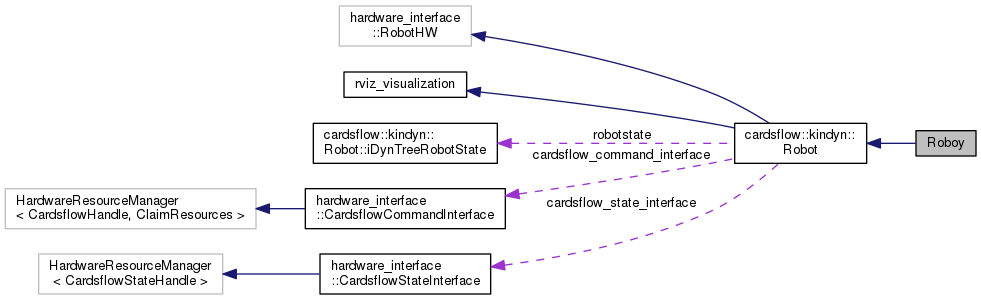 hardware_interface
::RobotHW
rviz_visualization
cardsflow::kindyn::
Robot::iDynTreeRobotState
robotstate
cardsflow::kindyn::
Robot
Roboy
cardsflow_command_interface
HardwareResourceManager
< CardsflowHandle, ClaimResources >
hardware_interface
::CardsflowCommandInterface
cardsflow_state_interface
HardwareResourceManager
< CardsflowStateHandle >
hardware_interface
::CardsflowStateInterface